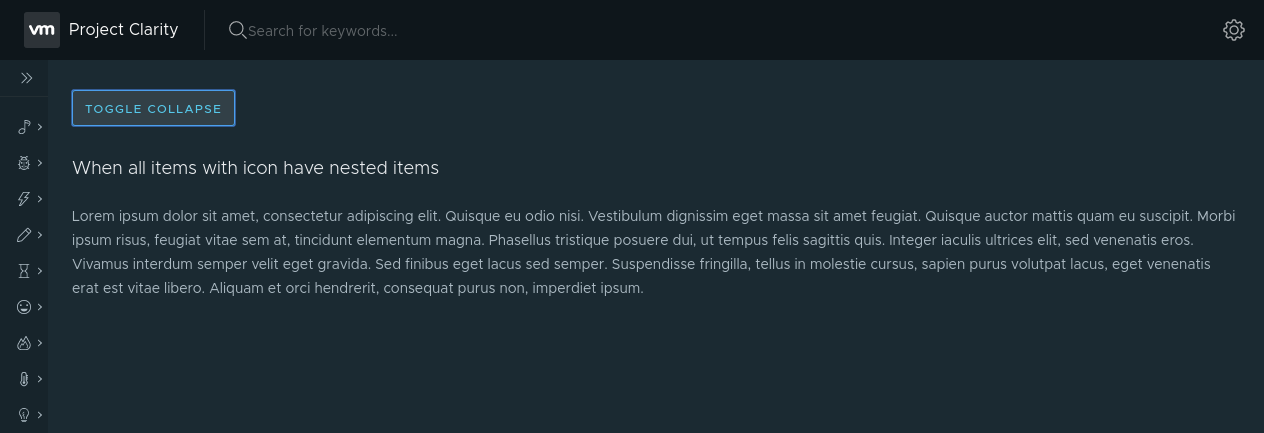 vm Project Clarity Search for keywords...
TOGGLE COLLAPSE
When all items with icon have nested items
Lorem ipsum dolor sit amet, consectetur adipiscing elit. Quisque eu odio nisi. Vestibulum dignissim eget massa sit amet feugiat. Quisque auctor mattis quam eu suscipit. Morbi
ipsum risus, feugiat vitae sem at, tincidunt elementum magna. Phasellus tristique posuere dui, ut tempus felis sagittis quis. Integer iaculis ultrices elit, sed venenatis eros.
Vivamus interdum semper velit eget gravida. Sed finibus eget lacus sed semper. Suspendisse fringilla, tellus in molestie cursus, sapien purus volutpat lacus, eget venenatis
erat est vitae libero. Aliquam et orci hendrerit, consequat purus non, imperdiet ipsum.